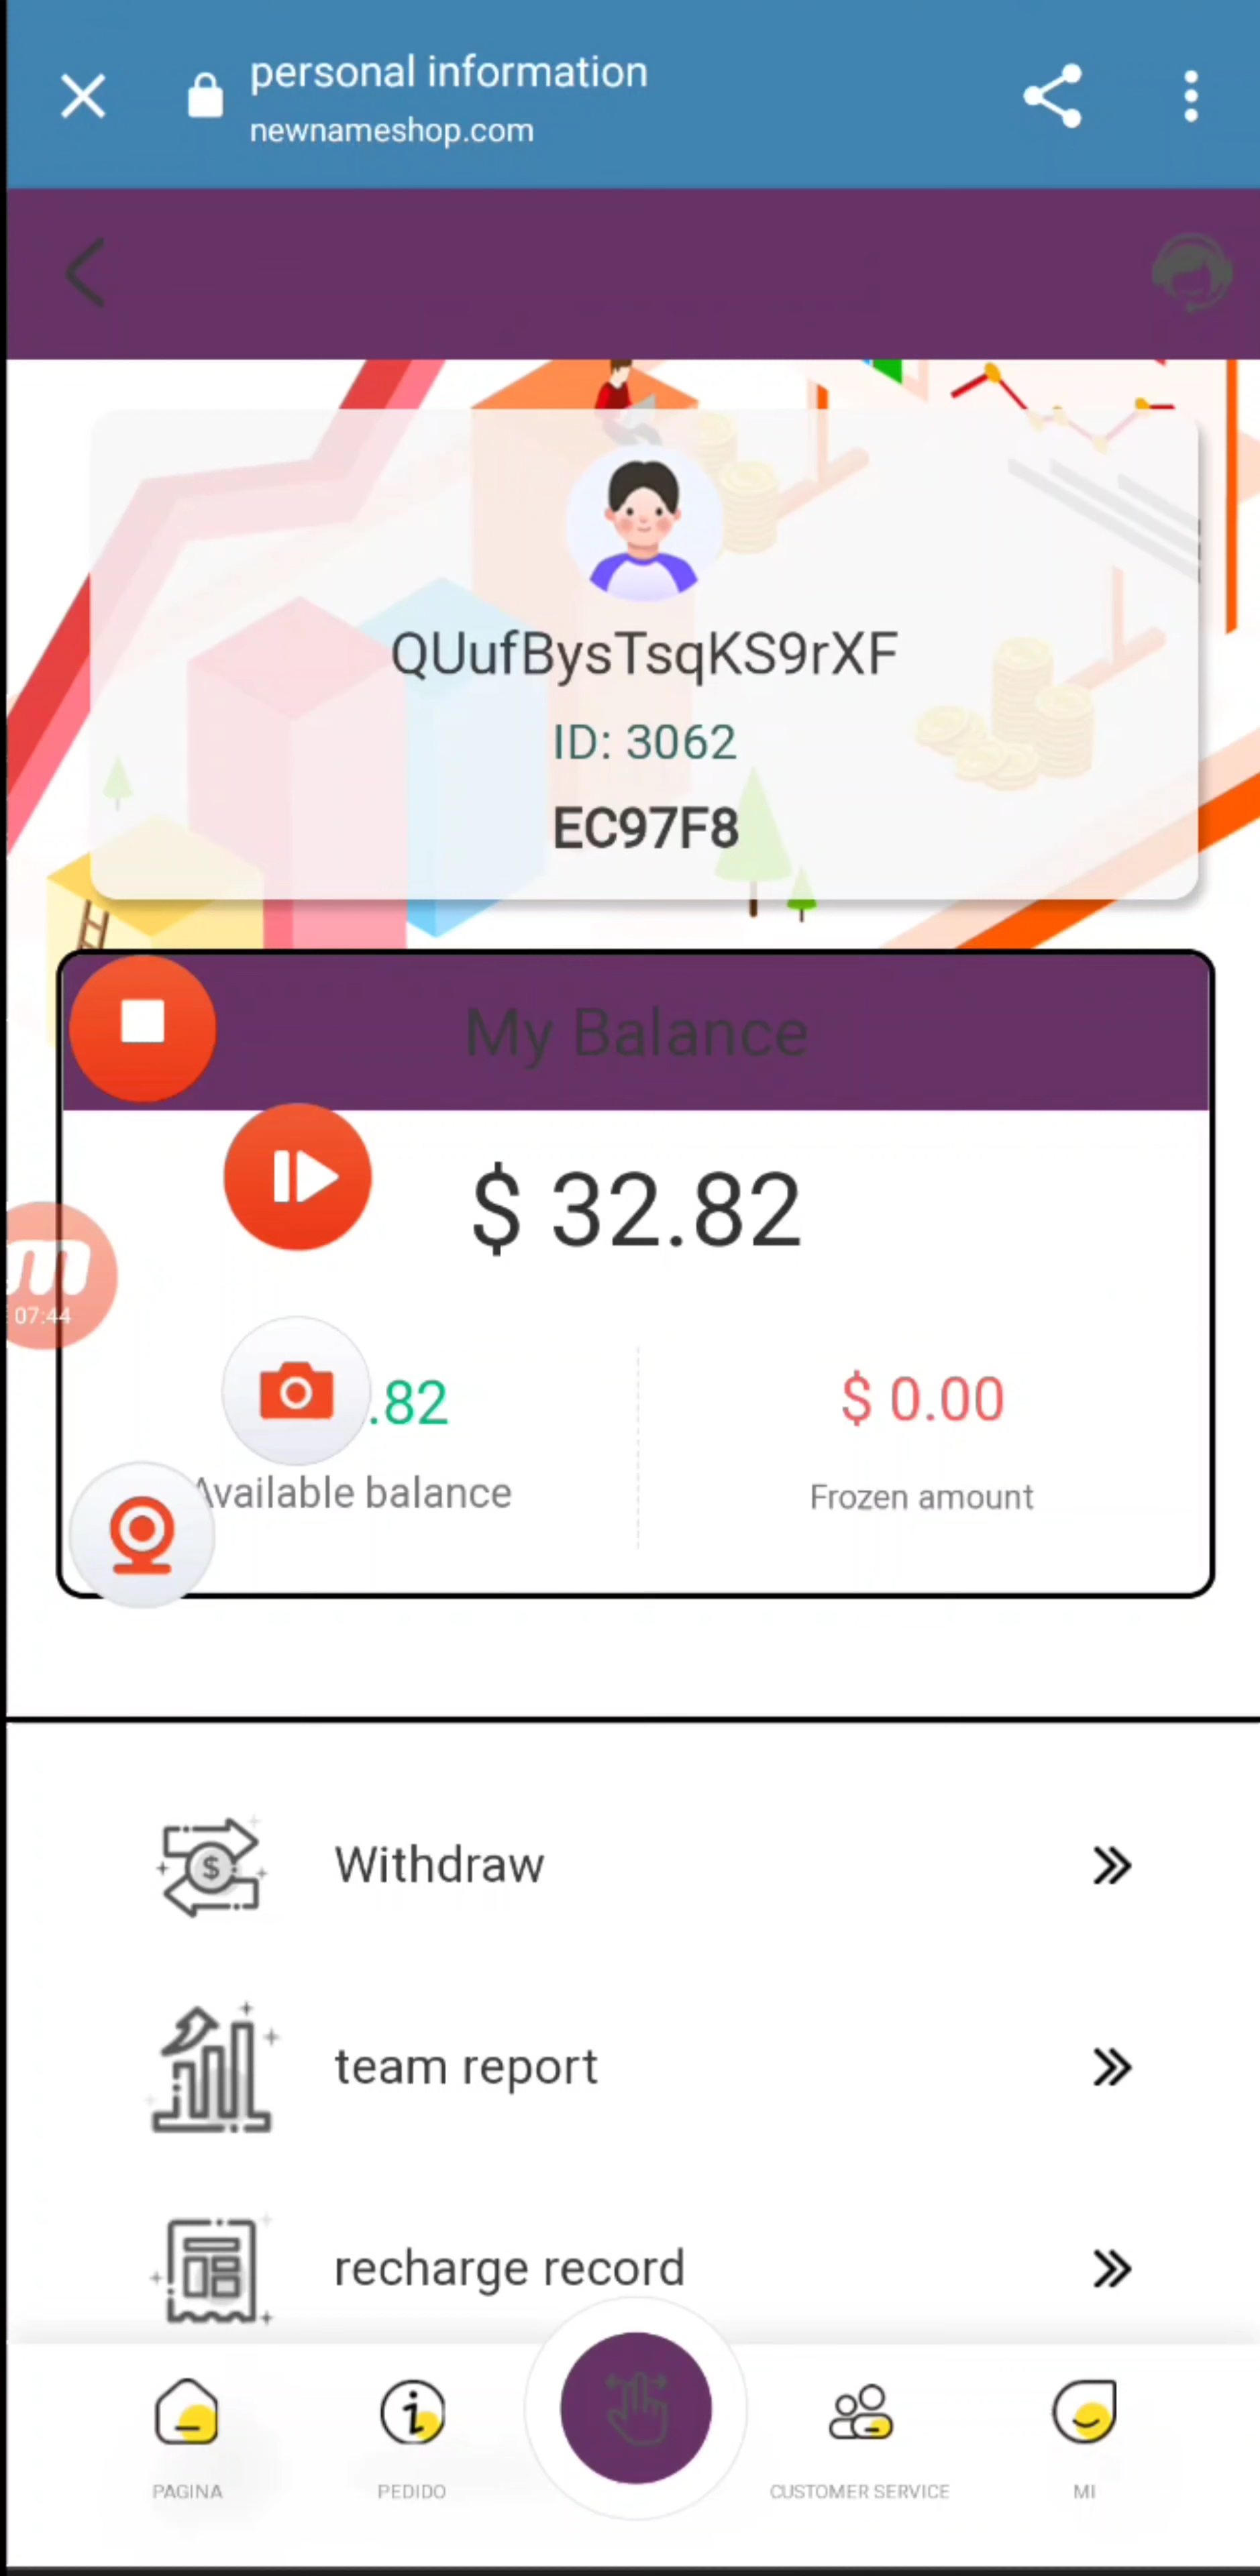 personal information
newnameshop.com
QUufBysTsqKS9rXF
ID: 3062
EC97F8
My Balance
$ 32.82
07:44
.82
$ 0.00
Available balance
Frozen amount
Withdraw
team report
recharge record
PAGINA
PEDIDO
CUSTOMER SERVICE
MI